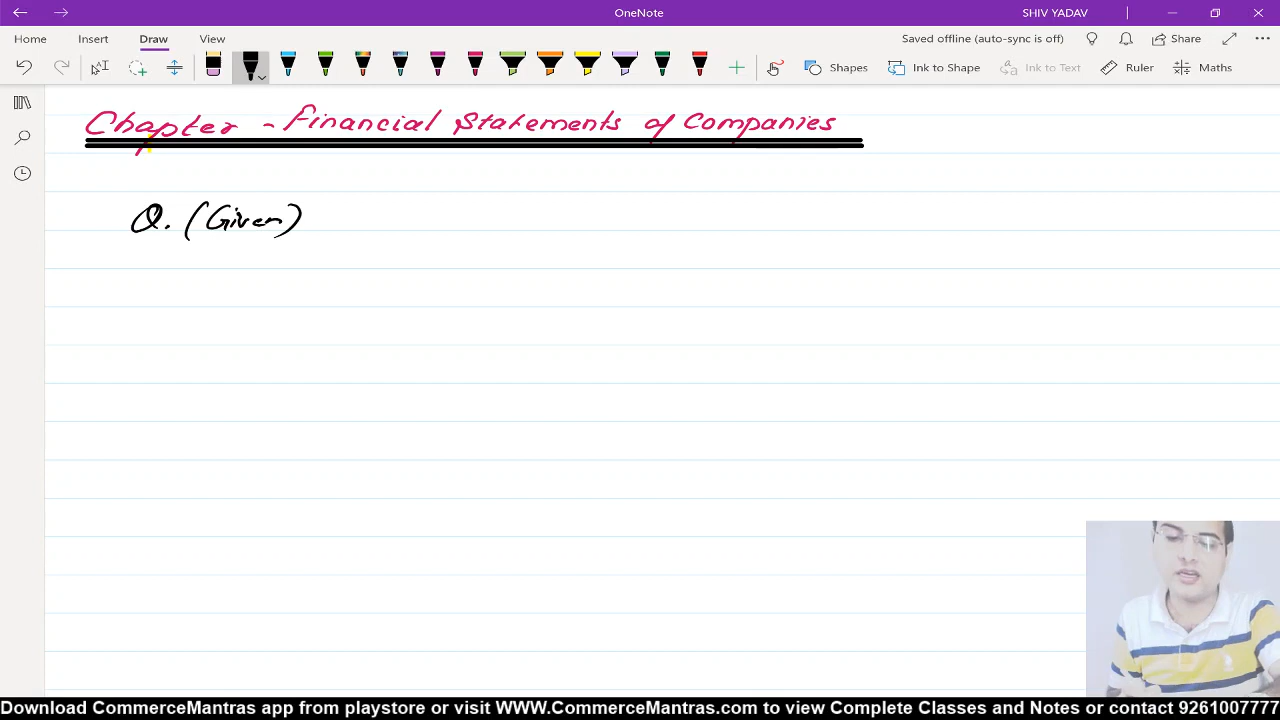 OneNote
SHIV YADAV
Home Insert Draw View
Saved offline (auto-sync is off)
Share
Shapes
Ink to Shape
Ink to Text
Ruler
Maths
Chapter - Financial Statements of Companies
Q. (Given)
Download CommerceMantras app from playstore or visit WWW.CommerceMantras.com to view Complete Classes and Notes or contact 9261007777